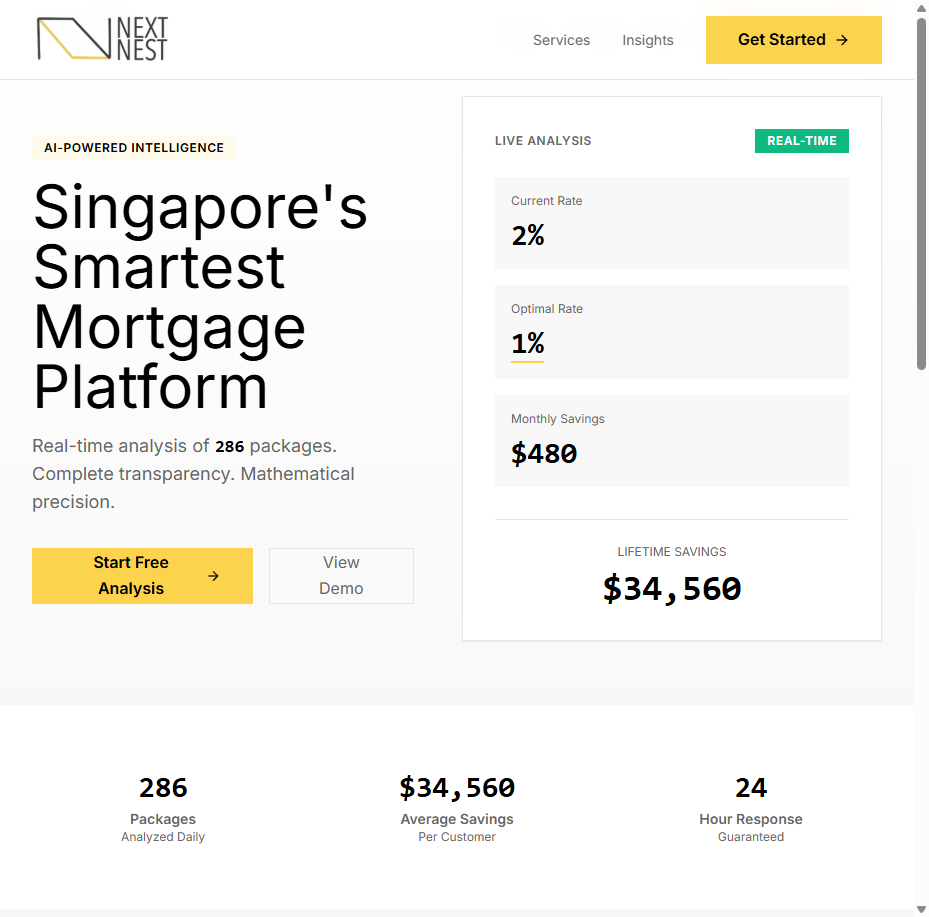 NEXT
NEST
Services
Insights
Get Started →
AI-POWERED INTELLIGENCE
Singapore's
Smartest
Mortgage
Platform
Real-time analysis of 286 packages.
Complete transparency. Mathematical
precision.
Start Free
Analysis →
View
Demo
LIVE ANALYSIS
REAL-TIME
Current Rate
2%
Optimal Rate
1%
Monthly Savings
$480
LIFETIME SAVINGS
$34,560
286
Packages
Analyzed Daily
$34,560
Average Savings
Per Customer
24
Hour Response
Guaranteed